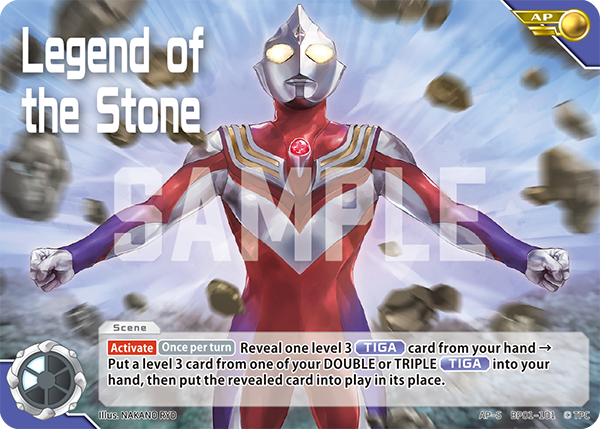 AP
Legend of
the Stone
SAMPLE
Scene
Activate Once per turn Reveal one level 3 TIGA card from your hand →
Put a level 3 card from one of your DOUBLE or TRIPLE TIGA into your
hand, then put the revealed card into play in its place.
Illus. NAKANO RYO AP-S BP01-101 © TPC